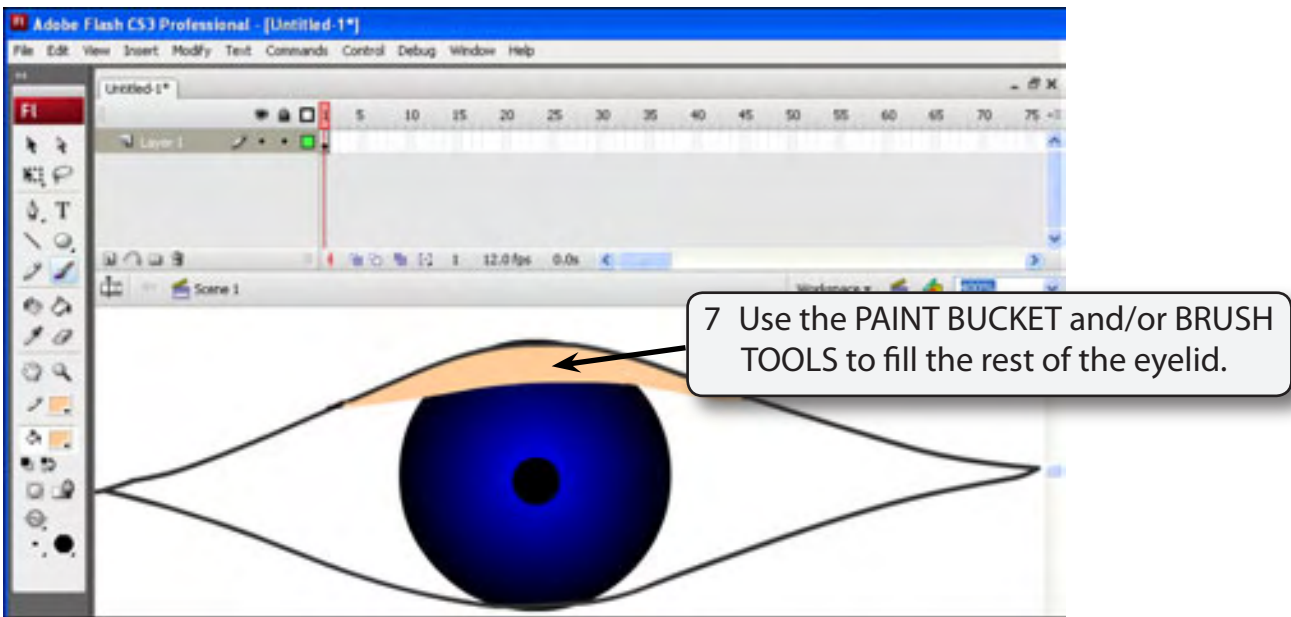 Fl Adobe Flash CS3 Professional - [Untitled-1*]
File Edit View Insert Modify Text Commands Control Debug Window Help
Untitled-1*
Fl
1 5 10 15 20 25 30 35 40 45 50 55 60 65 70 75
Layer 1
T
1 12.0 fps 0.0s
Scene 1
Workspace
7 Use the PAINT BUCKET and/or BRUSH
TOOLS to fill the rest of the eyelid.